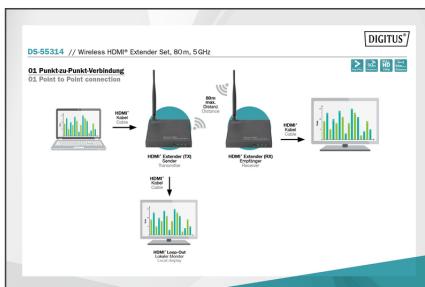 DIGITUS®
DS-55314 // Wireless HDMI® Extender Set, 80 m, 5 GHz
01 Punkt-zu-Punkt-Verbindung
01 Point to Point connection
80m
max.
Distanz
Distance
HDMI®
Kabel
Cable
HDMI®
Kabel
Cable
HDMI® Extender (TX)
Sender
Transmitter
HDMI® Extender (RX)
Empfänger
Receiver
HDMI®
Kabel
Cable
HDMI® Loop-Out
Lokaler Monitor
Local display